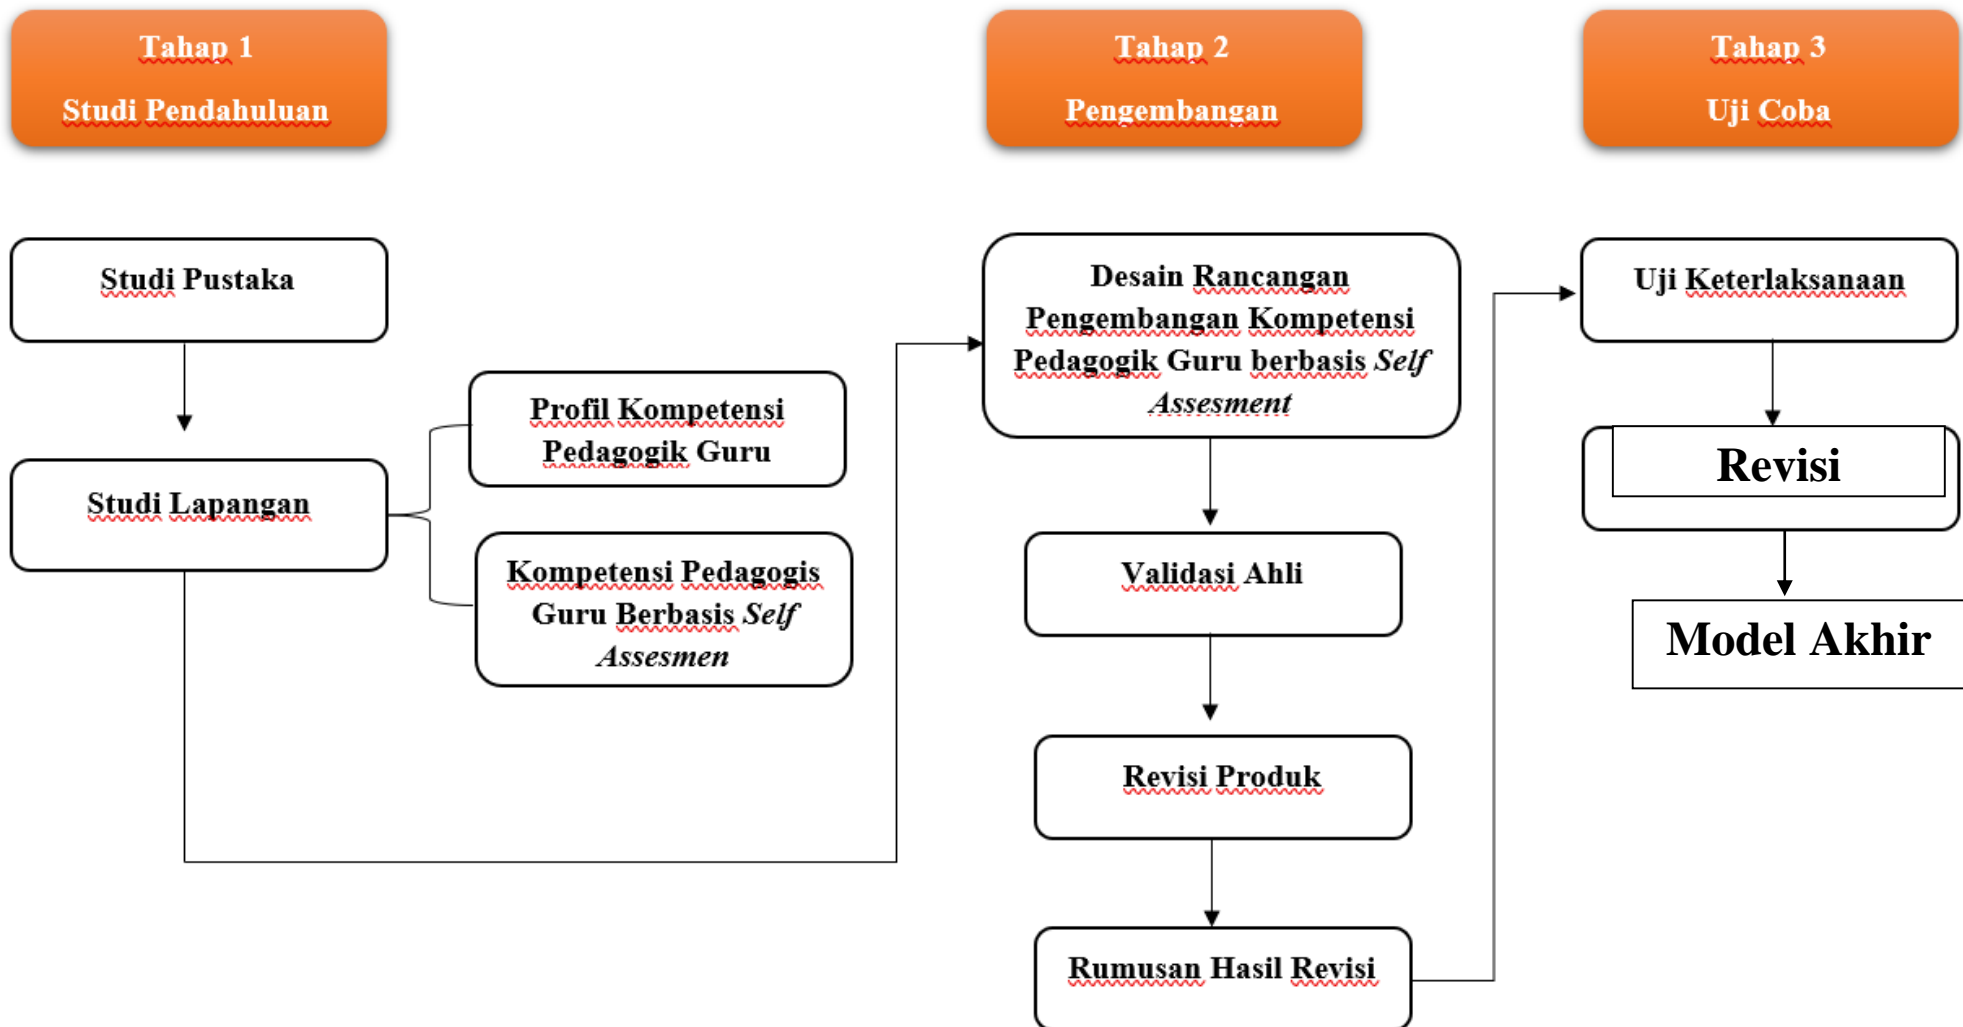 Tahap 1
Studi Pendahuluan
Tahap 2
Pengembangan
Tahap 3
Uji Coba
Studi Pustaka
Studi Lapangan
Profil Kompetensi
Pedagogik Guru
Kompetensi Pedagogis
Guru Berbasis Self
Assesmen
Desain Rancangan
Pengembangan Kompetensi
Pedagogik Guru berbasis Self
Assesment
Validasi Ahli
Revisi Produk
Rumusan Hasil Revisi
Uji Keterlaksanaan
Revisi
Model Akhir